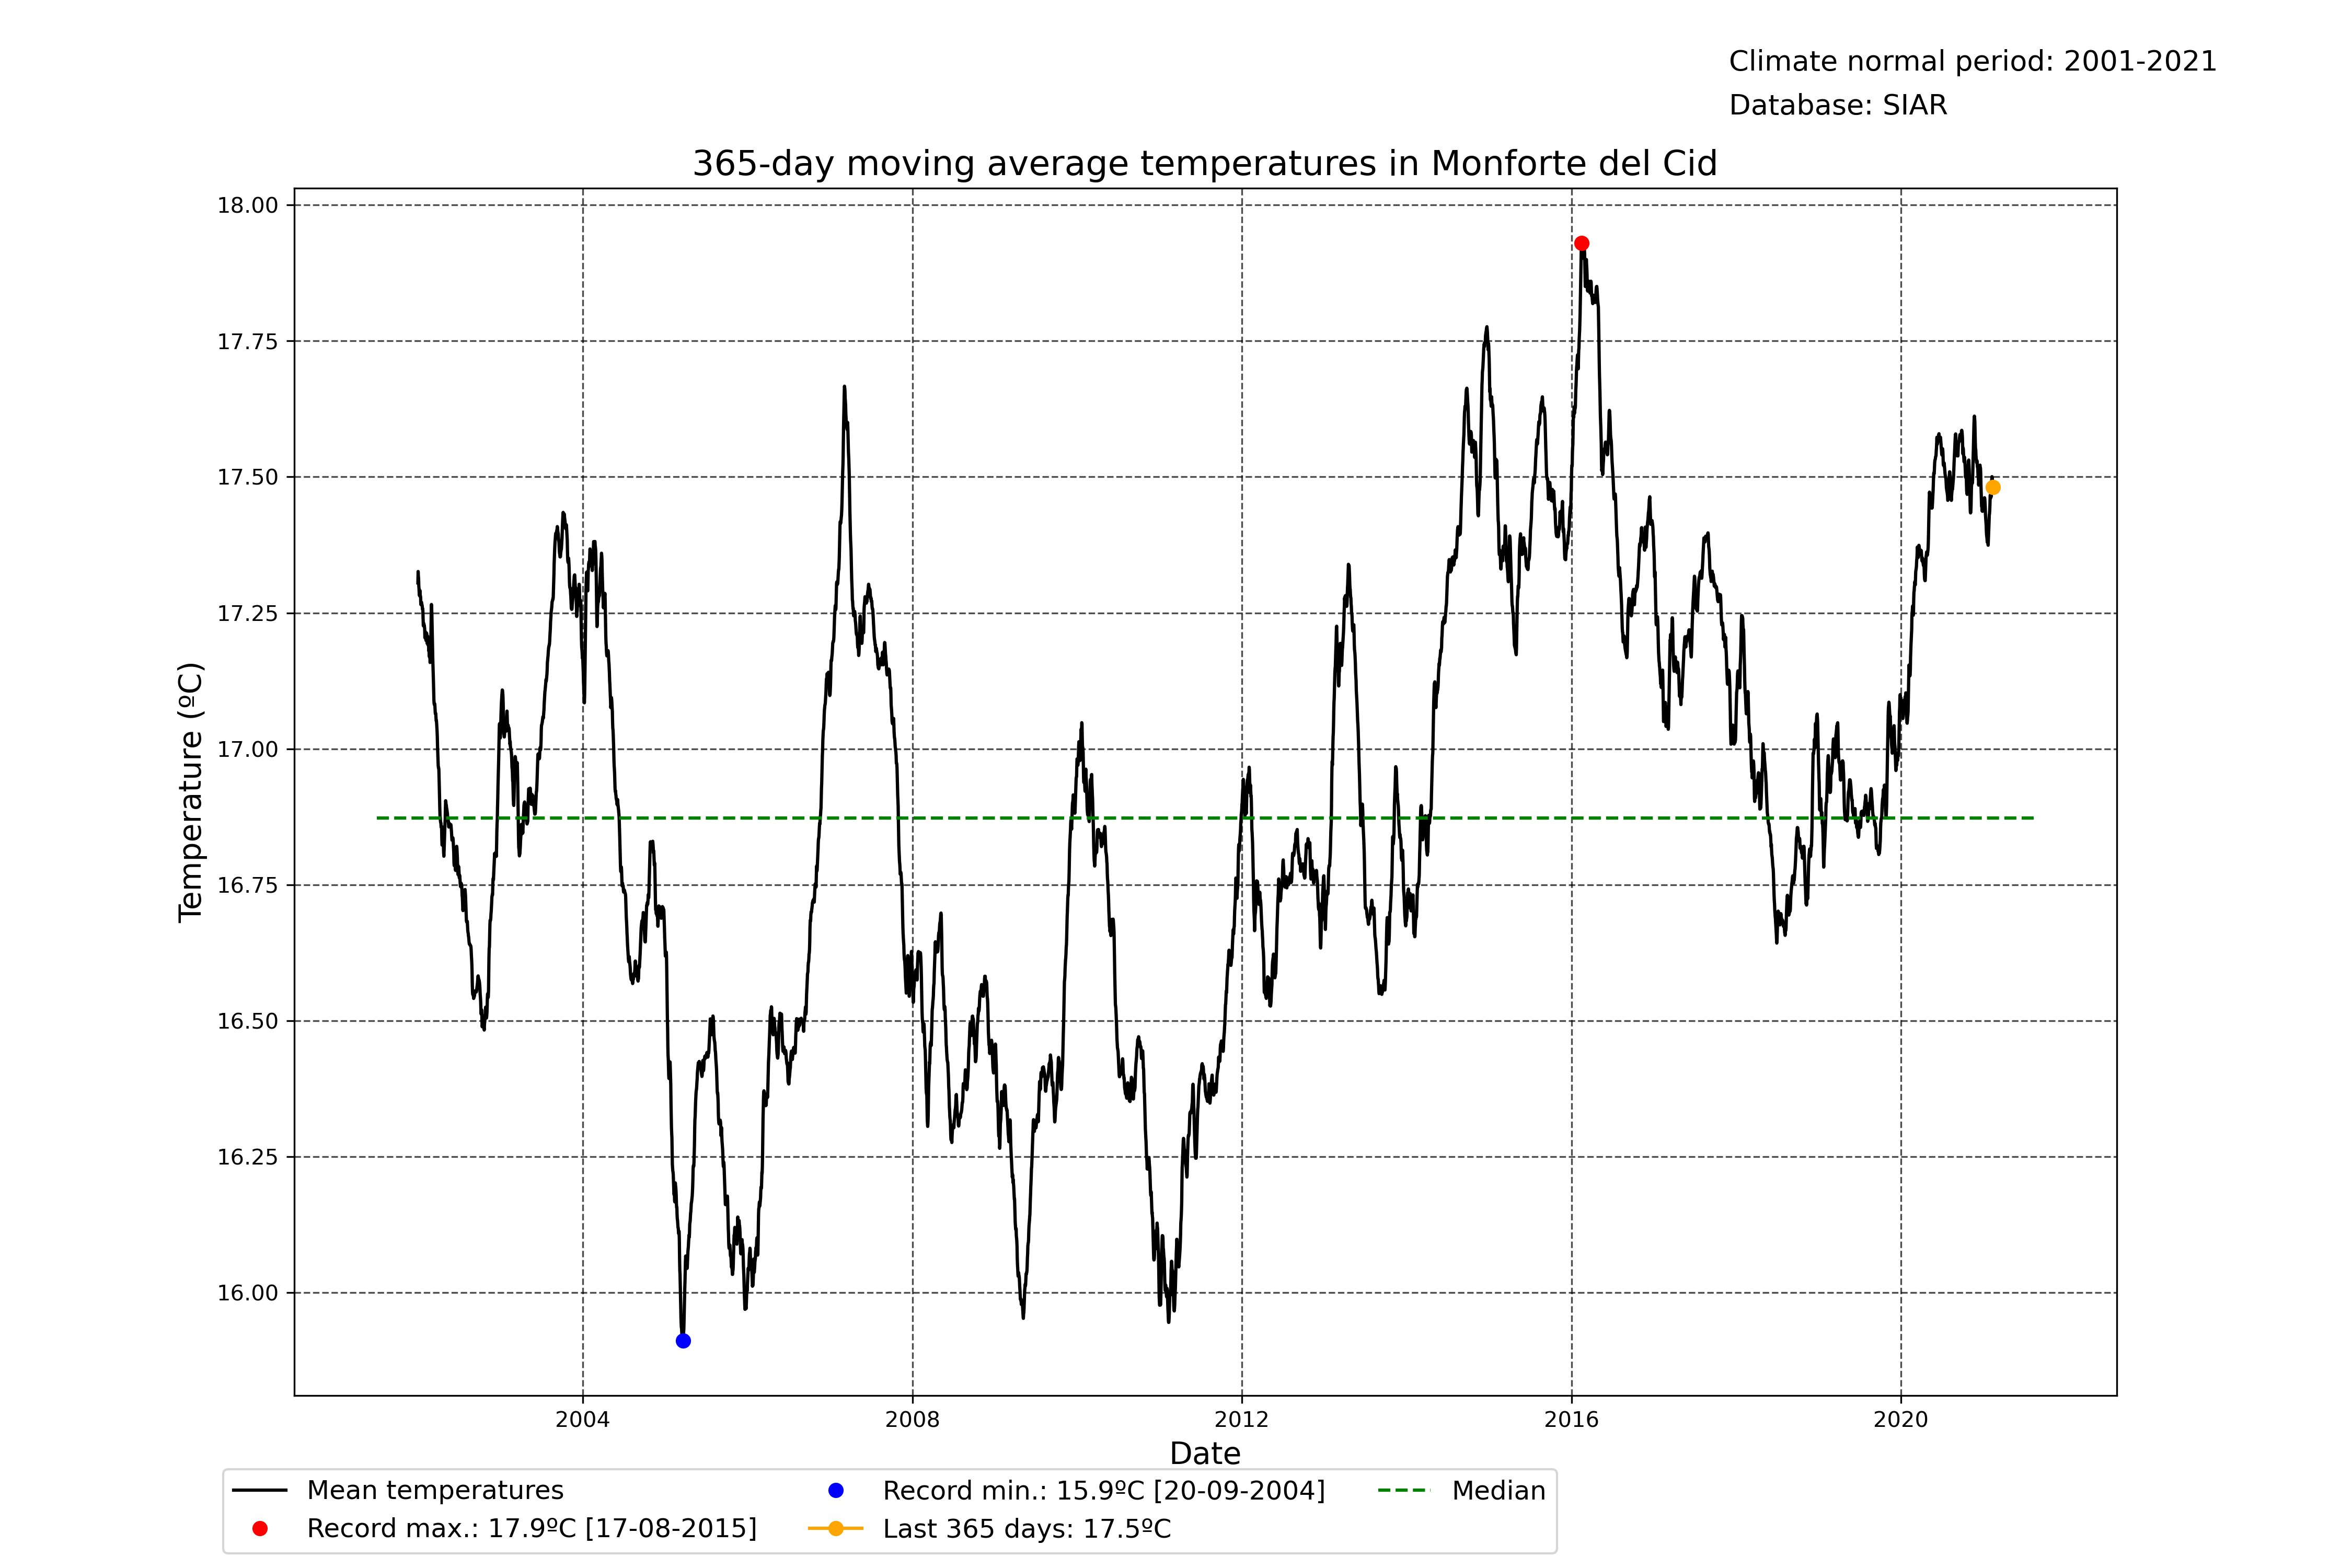 Climate normal period: 2001-2021
Database: SIAR
365-day moving average temperatures in Monforte del Cid
18.00
17.75
17.50
17.25
17.00
16.75
16.50
16.25
16.00
Temperature (ºC)
2004 2008 2012 2016 2020
Date
Mean temperatures
Record max.: 17.9ºC [17-08-2015]
Record min.: 15.9ºC [20-09-2004]
Last 365 days: 17.5ºC
Median